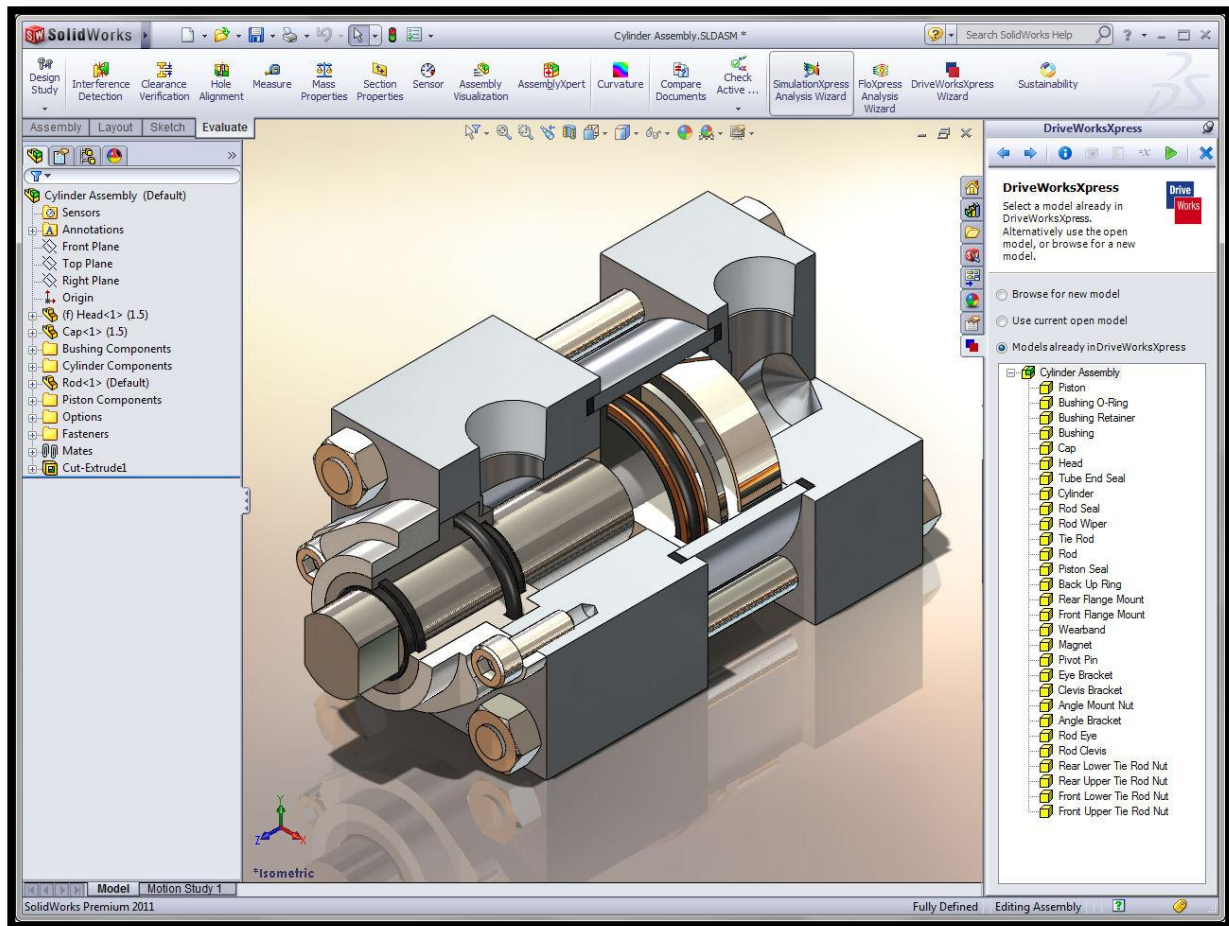 SolidWorks
Cylinder Assembly.SLDASM *
Search SolidWorks Help
Design Study
Interference Detection
Clearance Verification
Hole Alignment
Measure
Mass Properties
Section Properties
Sensor
Assembly Visualization
AssemblyXpert
Curvature
Compare Documents
Check Active ...
SimulationXpress Analysis Wizard
FloXpress Analysis Wizard
DriveWorksXpress Wizard
Sustainability
Assembly
Layout
Sketch
Evaluate
Cylinder Assembly (Default)
Sensors
Annotations
Front Plane
Top Plane
Right Plane
Origin
(f) Head<1> (1.5)
Cap<1> (1.5)
Bushing Components
Cylinder Components
Rod<1> (Default)
Piston Components
Options
Fasteners
Mates
Cut-Extrude1
Y
Z
X
*Isometric
DriveWorksXpress
DriveWorksXpress
Drive
Works
Select a model already in
DriveWorksXpress.
Alternatively use the open
model, or browse for a new
model.
Browse for new model
Use current open model
Models already in DriveWorksXpress
Cylinder Assembly
Piston
Bushing O-Ring
Bushing Retainer
Bushing
Cap
Head
Tube End Seal
Cylinder
Rod Seal
Rod Wiper
Tie Rod
Rod
Piston Seal
Back Up Ring
Rear Flange Mount
Front Flange Mount
Wearband
Magnet
Pivot Pin
Eye Bracket
Clevis Bracket
Angle Mount Nut
Angle Bracket
Rod Eye
Rod Clevis
Rear Lower Tie Rod Nut
Rear Upper Tie Rod Nut
Front Lower Tie Rod Nut
Front Upper Tie Rod Nut
Model
Motion Study 1
SolidWorks Premium 2011
Fully Defined
Editing Assembly